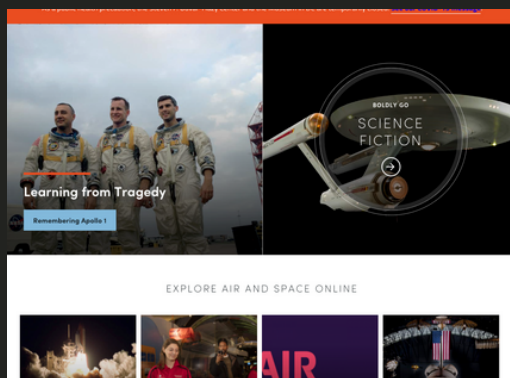 BOLDLY GO
SCIENCE
FICTION
Learning from Tragedy
Remembering Apollo 1
EXPLORE AIR AND SPACE ONLINE
AIR